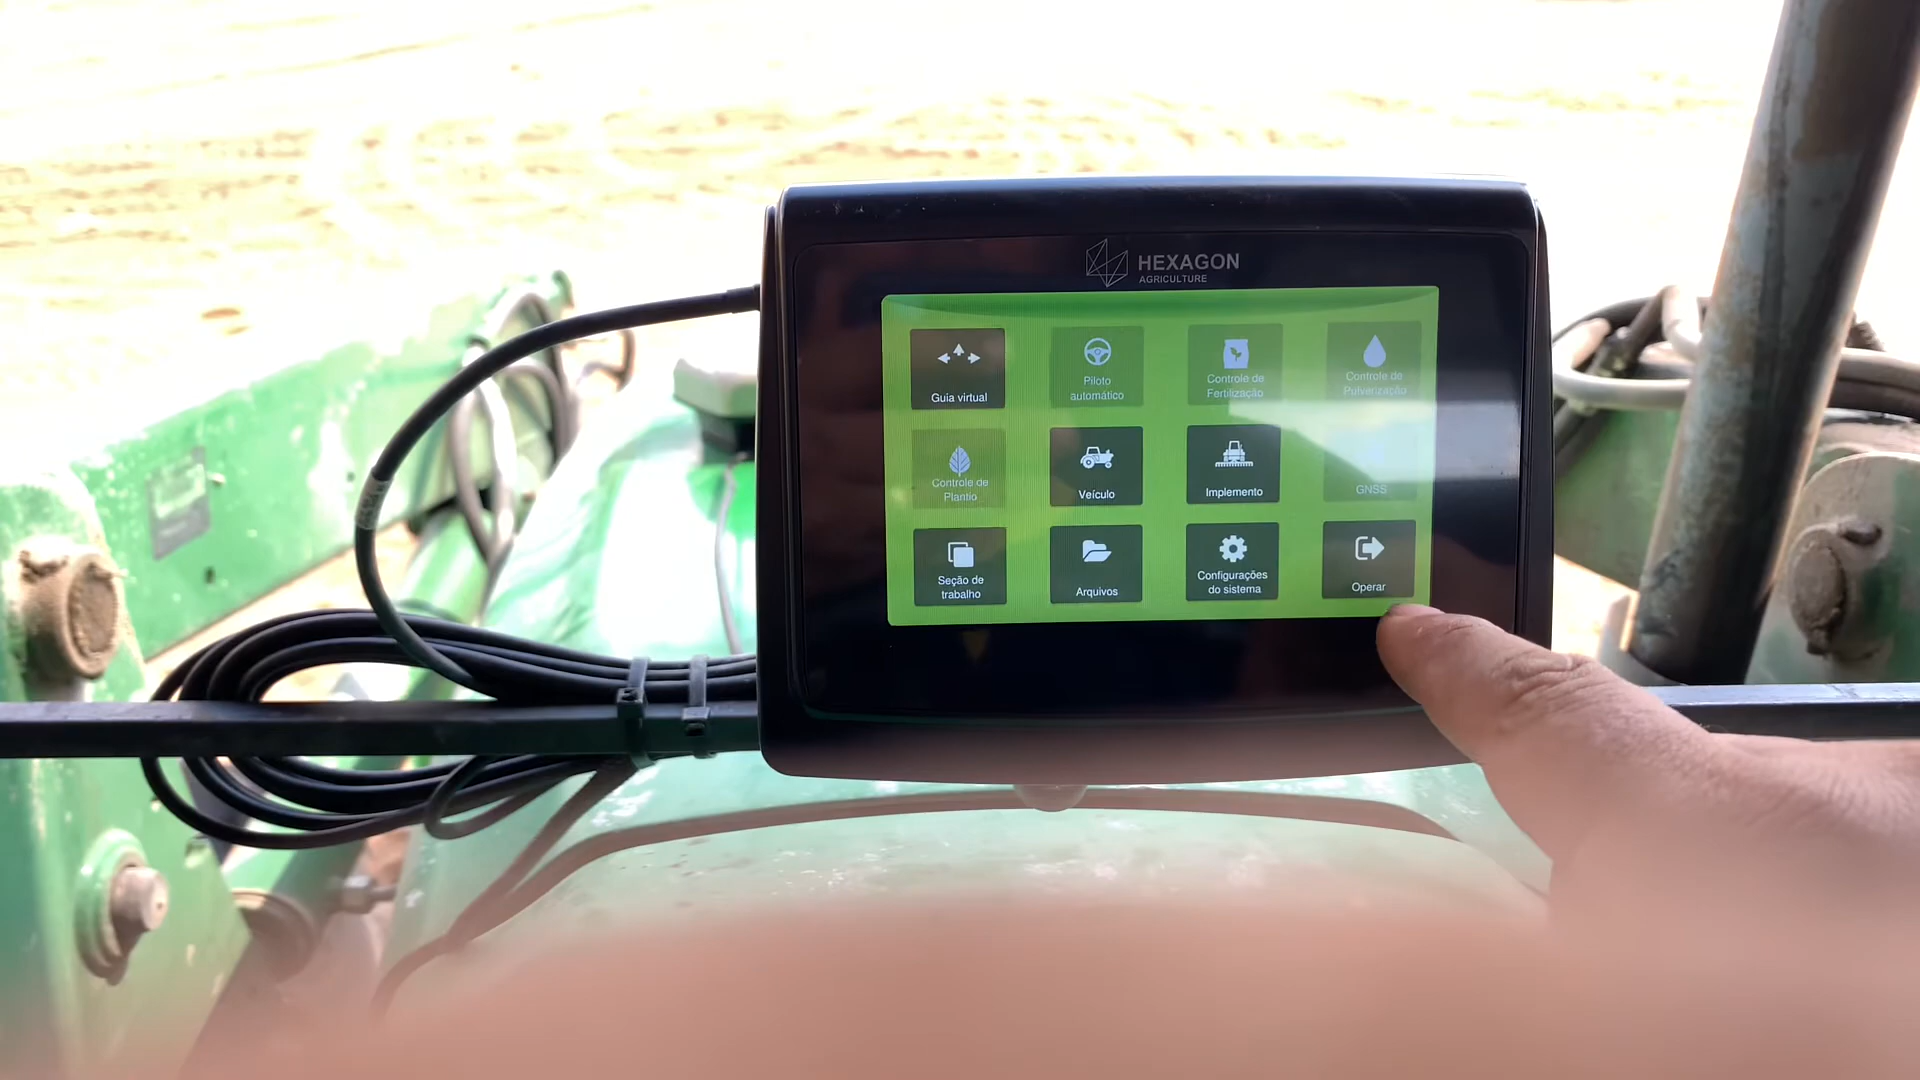 HEXAGON
AGRICULTURE
Guia virtual
Piloto
automático
Controle de
Fertilização
Controle de
Pulverização
Controle de
Plantio
Veículo
Implemento
GNSS
Seção de
trabalho
Arquivos
Configurações
do sistema
Operar